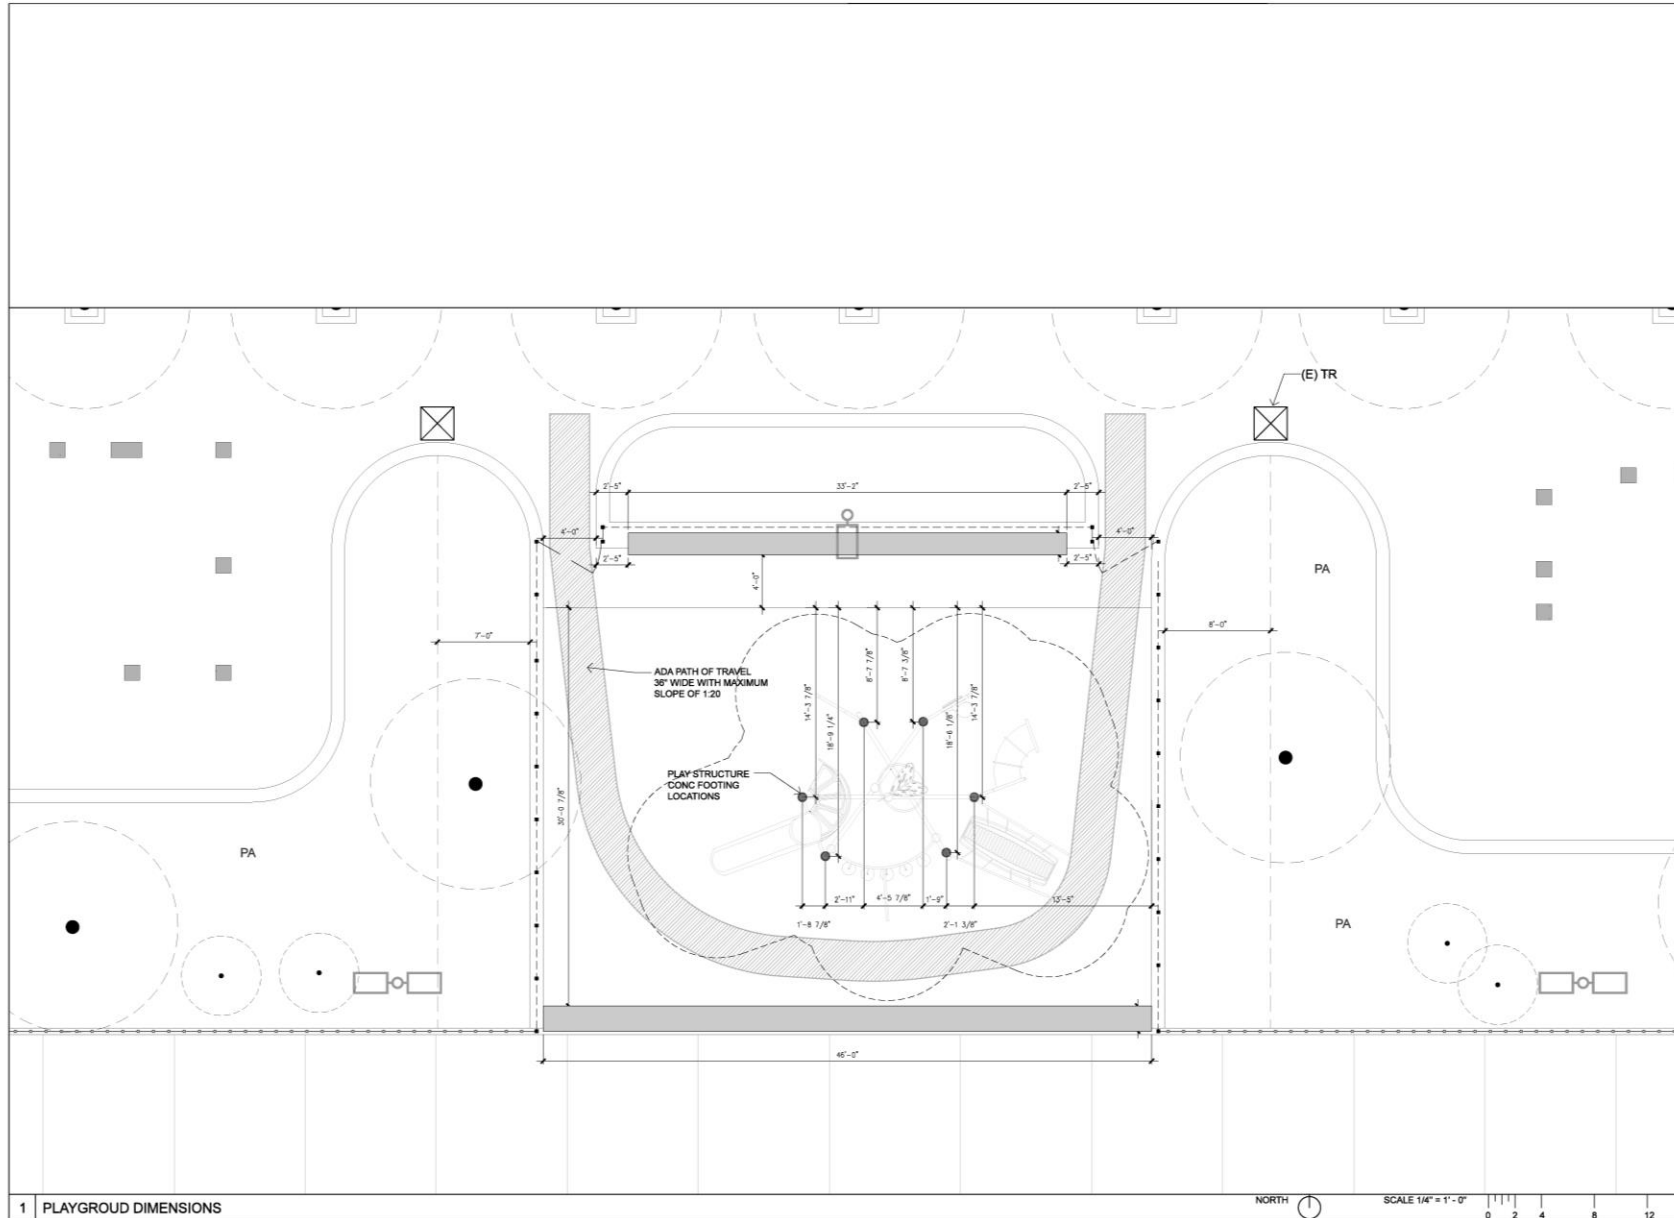 (E) TR
2'-5"
33'-2"
2'-5"
4'-0"
4'-0"
2'-5"
2'-5"
4'-0"
PA
7'-0"
8'-0"
8'-7 7/8"
8'-7 3/8"
ADA PATH OF TRAVEL
36" WIDE WITH MAXIMUM
SLOPE OF 1:20
14'-3 7/8"
18'-9 1/4"
18'-6 1/8"
14'-3 7/8"
PLAY STRUCTURE
CONC FOOTING
LOCATIONS
30'-0 7/8"
PA
2'-11"
4'-5 7/8"
1'-9"
13'-5"
1'-8 7/8"
2'-1 3/8"
PA
46'-0"
1 PLAYGROUD DIMENSIONS
NORTH
SCALE 1/4" = 1' - 0"
0 2 4 8 12